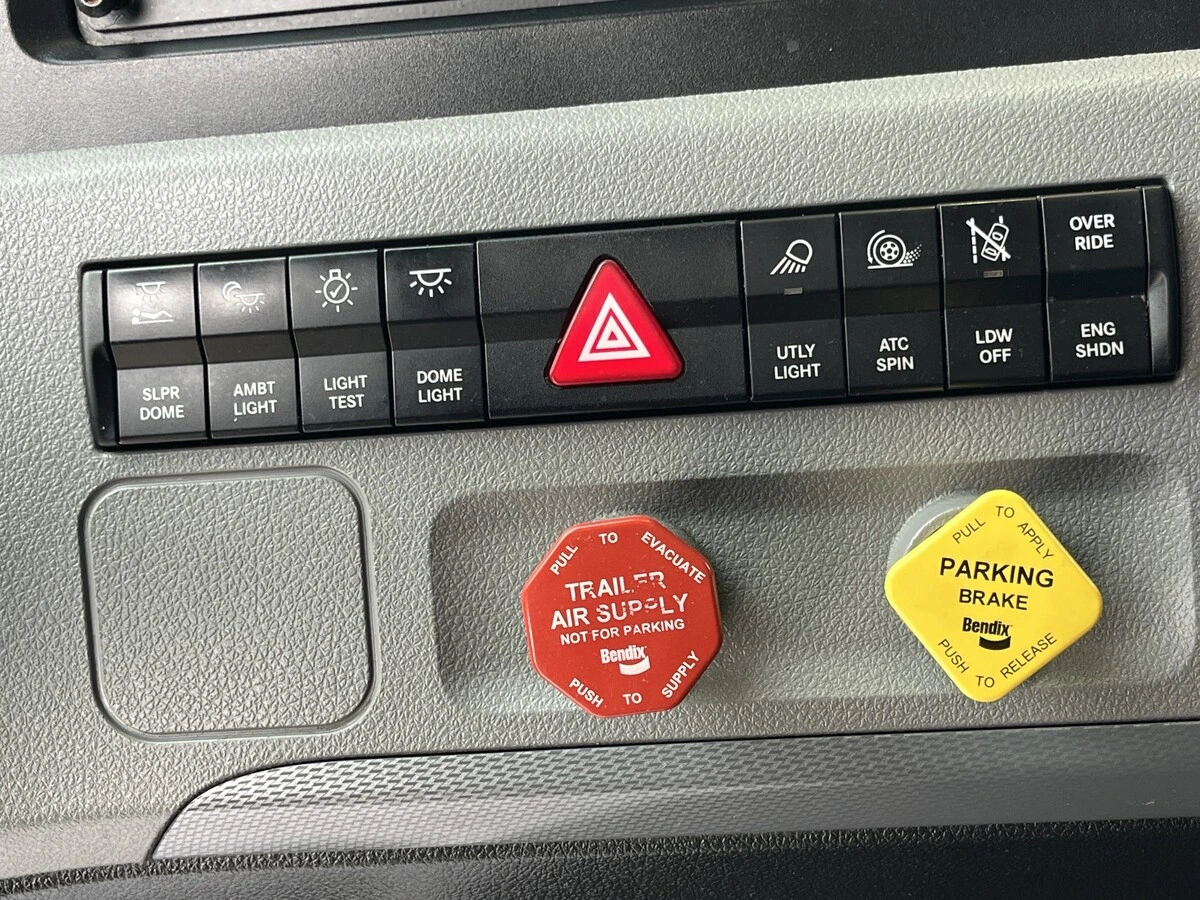 SLPR
DOME
AMBT
LIGHT
LIGHT
TEST
DOME
LIGHT
UTLY
LIGHT
ATC
SPIN
LDW
OFF
OVER
RIDE
ENG
SHDN
PULL TO EVACUATE
TRAILER
AIR SUPPLY
NOT FOR PARKING
Bendix
PUSH TO SUPPLY
PULL TO APPLY
PARKING
BRAKE
Bendix
PUSH TO RELEASE